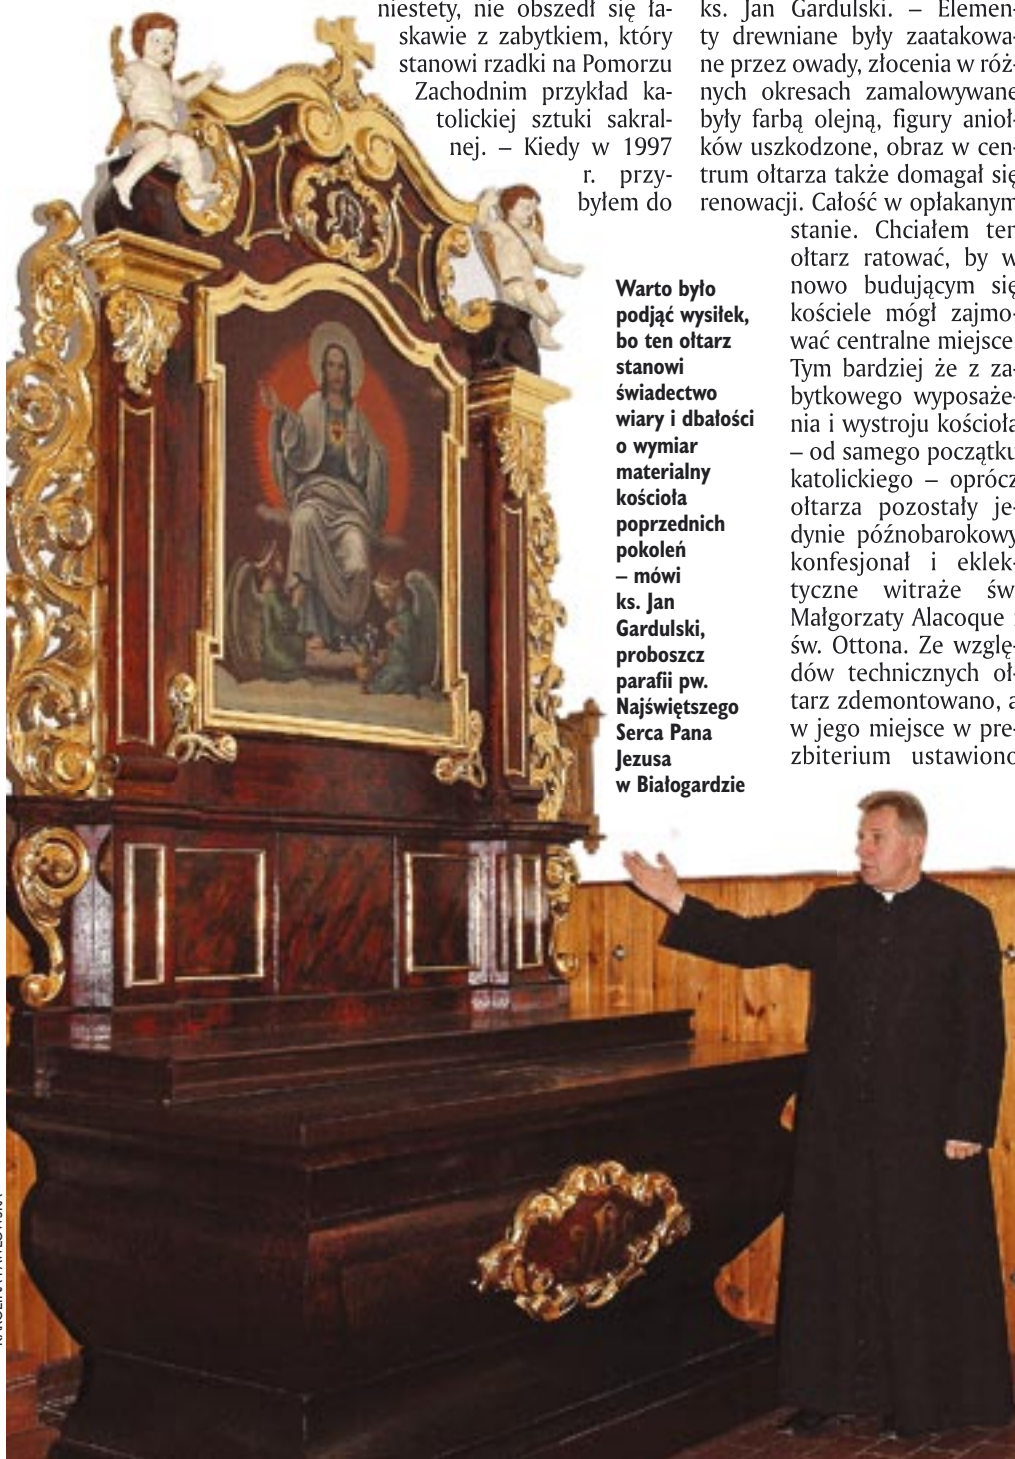 niestety, nie obszedł się ła-
skawie z zabytkiem, który
stanowi rzadki na Pomorzu
Zachodnim przykład ka-
tolickiej sztuki sakral-
nej. – Kiedy w 1997
r. przy-
byłem do
ks. Jan Gardulski. – Elemen-
ty drewniane były zaatakowa-
ne przez owady, złocenia w róż-
nych okresach zamalowywane
były farbą olejną, figury anioł-
ków uszkodzone, obraz w cen-
trum ołtarza także domagał się
renowacji. Całość w opłakanym
stanie. Chciałem ten
ołtarz ratować, by w
nowo budującym się
kościele mógł zajmo-
wać centralne miejsce
Tym bardziej że z za-
bytkowego wyposaże-
nia i wystroju kościoła
– od samego początku
katolickiego – oprócz
ołtarza pozostały je-
dynie późnobarokowy
konfesjonał i eklek-
tyczne witraże św.
Małgorzaty Alacoque i
św. Ottona. Ze wzglę-
dów technicznych oł-
tarz zdemontowano, a
w jego miejsce w pre-
zbiterium ustawiono
Warto było
podjąć wysiłek,
bo ten ołtarz
stanowi
świadectwo
wiary i dbałości
o wymiar
materialny
kościoła
poprzednich
pokoleń
– mówi
ks. Jan
Gardulski,
proboszcz
parafii pw.
Najświętszego
Serca Pana
Jezusa
w Białogardzie